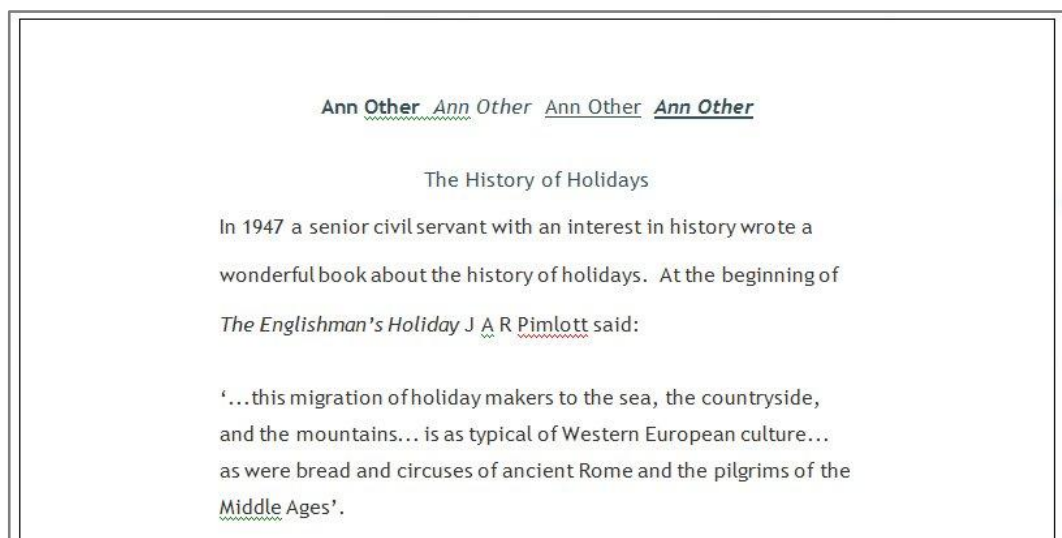 Ann Other  Ann Other  Ann Other  Ann Other
The History of Holidays
In 1947 a senior civil servant with an interest in history wrote a
wonderful book about the history of holidays.  At the beginning of
The Englishman’s Holiday J A R Pimlott said:
‘...this migration of holiday makers to the sea, the countryside,
and the mountains... is as typical of Western European culture...
as were bread and circuses of ancient Rome and the pilgrims of the
Middle Ages’.